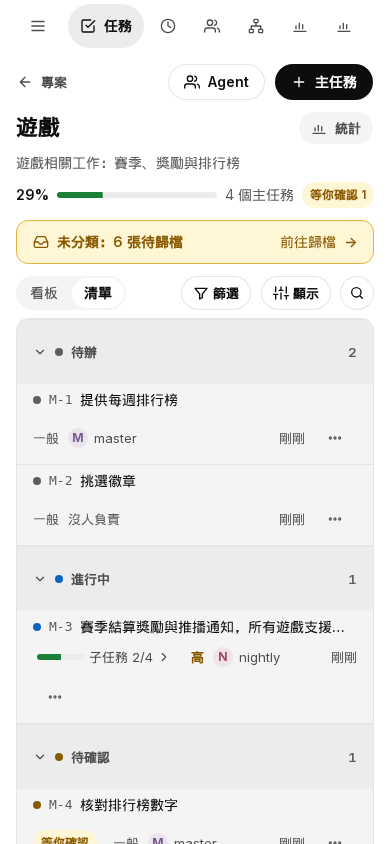 任務
專案
Agent
主任務
遊戲
統計
遊戲相關工作：賽季、獎勵與排行榜
29%
4 個主任務
等你確認 1
未分類：6 張待歸檔
前往歸檔
看板
清單
篩選
顯示
待辦
2
M-1 提供每週排行榜
一般 M master 剛剛
M-2 挑選徽章
一般 沒人負責 剛剛
進行中
1
M-3 賽季結算獎勵與推播通知，所有遊戲支援…
子任務 2/4 高 N nightly 剛剛
待確認
1
M-4 核對排行榜數字
等你確認 一般 M master 剛剛